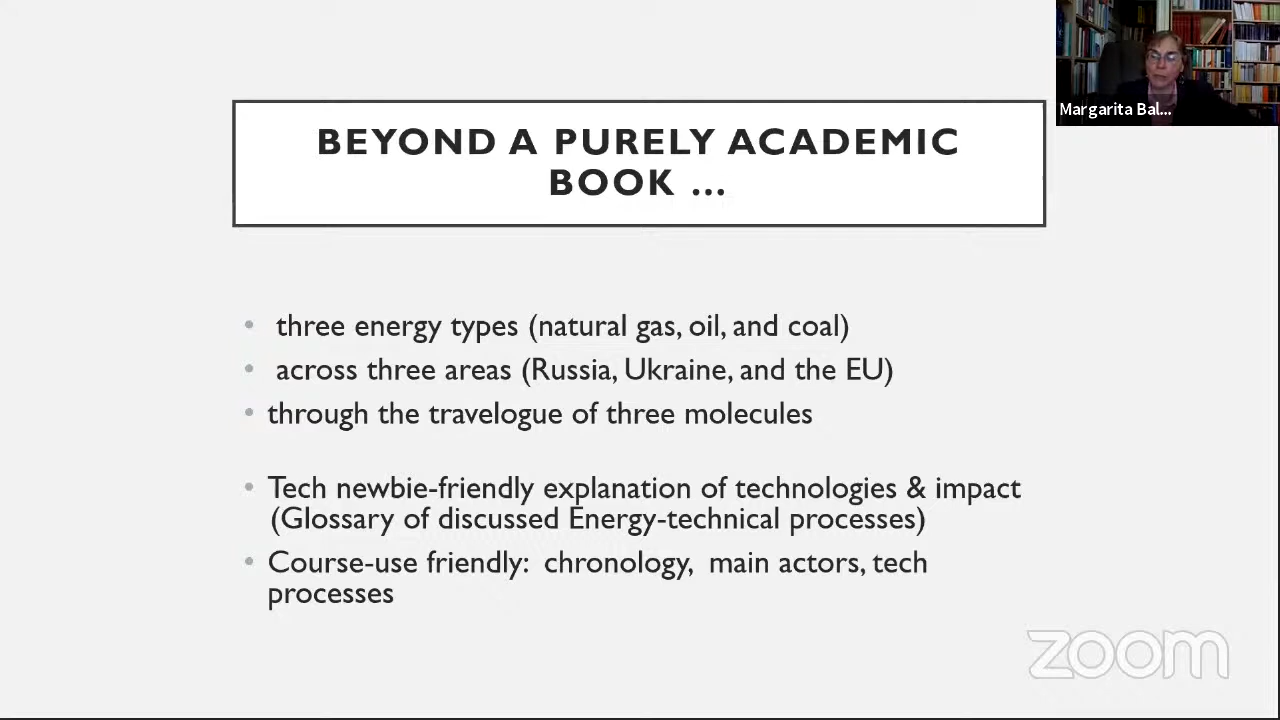 Margarita Bal...
BEYOND A PURELY ACADEMIC
BOOK ...
• three energy types (natural gas, oil, and coal)
• across three areas (Russia, Ukraine, and the EU)
• through the travelogue of three molecules
• Tech newbie-friendly explanation of technologies & impact
(Glossary of discussed Energy-technical processes)
• Course-use friendly: chronology, main actors, tech
processes
zoom